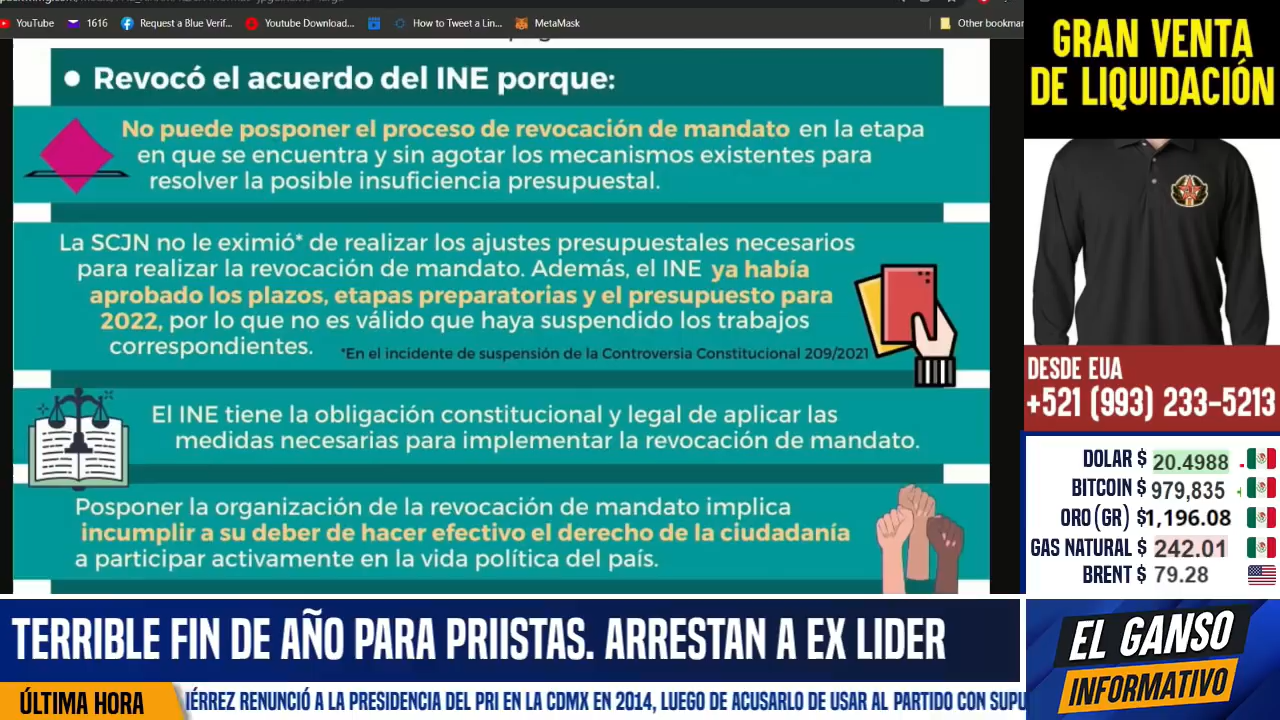 YouTube
1616
Request a Blue Verif...
Youtube Download...
How to Tweet a Lin...
MetaMask
Other bookmar
• Revocó el acuerdo del INE porque:
No puede posponer el proceso de revocación de mandato en la etapa
en que se encuentra y sin agotar los mecanismos existentes para
resolver la posible insuficiencia presupuestal.
La SCJN no le eximió* de realizar los ajustes presupuestales necesarios
para realizar la revocación de mandato. Además, el INE ya había
aprobado los plazos, etapas preparatorias y el presupuesto para
2022, por lo que no es válido que haya suspendido los trabajos
correspondientes.
*En el incidente de suspensión de la Controversia Constitucional 209/2021
El INE tiene la obligación constitucional y legal de aplicar las
medidas necesarias para implementar la revocación de mandato.
Posponer la organización de la revocación de mandato implica
incumplir a su deber de hacer efectivo el derecho de la ciudadanía
a participar activamente en la vida política del país.
GRAN VENTA
DE LIQUIDACIÓN
DESDE EUA
+521 (993) 233-5213
DOLAR $ 20.4988
BITCOIN $ 979,835
ORO (GR) $1,196.08
GAS NATURAL $ 242.01
BRENT $ 79.28
TERRIBLE FIN DE AÑO PARA PRIISTAS. ARRESTAN A EX LIDER
EL GANSO
INFORMATIVO
ÚLTIMA HORA
IÉRREZ RENUNCIÓ A LA PRESIDENCIA DEL PRI EN LA CDMX EN 2014, LUEGO DE ACUSARLO DE USAR AL PARTIDO CON SUPU